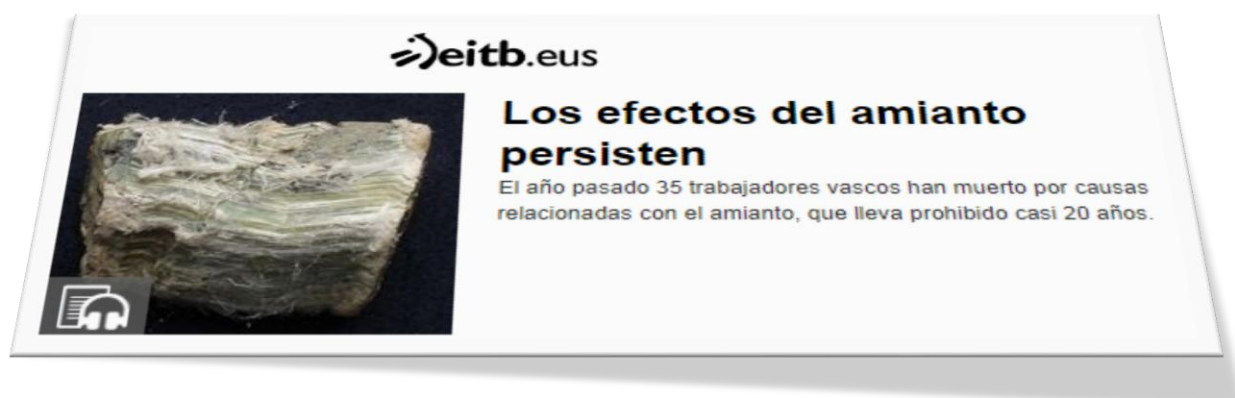 eitb.eus
Los efectos del amianto
persisten
El año pasado 35 trabajadores vascos han muerto por causas
relacionadas con el amianto, que lleva prohibido casi 20 años.